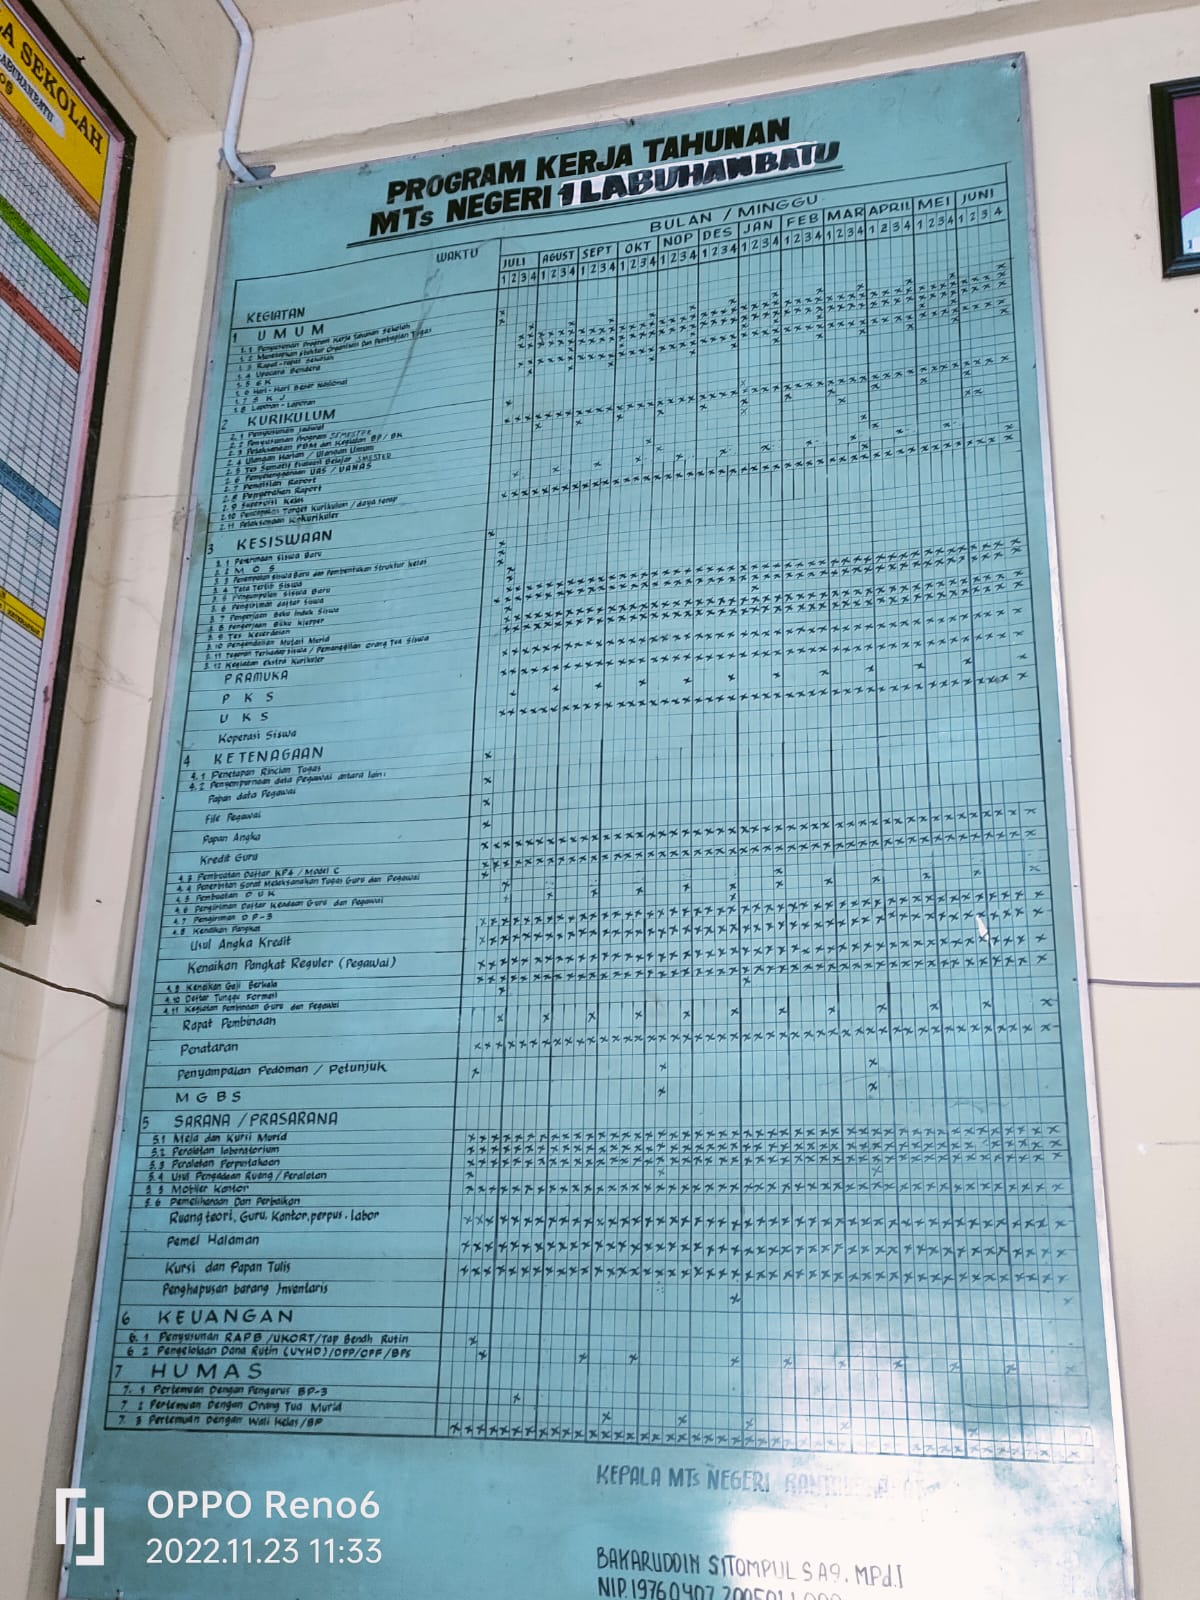 A SEKOLAH
PROGRAM KERJA TAHUNAN
MTs NEGERI 1 LABUHANBATU
BULAN / MINGGU
WAKTU
JULI AGUST SEPT OKT NOP DES JAN FEB MAR APRIL MEI JUNI
1 2 3 4 1 2 3 4 1 2 3 4 1 2 3 4 1 2 3 4 1 2 3 4 1 2 3 4 1 2 3 4 1 2 3 4 1 2 3 4 1 2 3 4 1 2 3 4
KEGIATAN
1 UMUM
1.1 Penyusunan Program Kerja Tahunan Sekolah
1.2 Menetapkan Struktur Organisasi Dan Pembagian Tugas
1.3 Rapat-rapat Sekolah
1.4 Upacara Bendera
1.5 6 K
1.6 Hari-Hari Besar Nasional
1.7 S K J
1.8 Laporan-Laporan
2 KURIKULUM
2.1 Penyusunan Jadwal
2.2 Penyusunan Program SEMESTER
2.3 Pelaksanaan PBM dan Kegiatan BP / BK
2.4 Ulangan Harian / Ulangan Umum
2.5 Tes Sumatif Evaluasi Belajar SMESTER
2.6 Penyelenggaraan UAS / UANAS
2.7 Penulisan Raport
2.8 Penyerahan Raport
2.9 Supervisi Kelas
2.10 Pencapaian Target Kurikulum / daya serap
2.11 Pelaksanaan Kokurikuler
3 KESISWAAN
3.1 Penerimaan Siswa Baru
3.2 M O S
3.3 Penempatan Siswa Baru dan Pembentukan Struktur Kelas
3.4 Tata Tertib Siswa
3.5 Pengumpulan Siswa Baru
3.6 Pengiriman daftar Siswa
3.7 Pengerjaan Buku Induk Siswa
3.8 Pengerjaan Buku Klepper
3.9 Tes Kecerdasan
3.10 Pengendalian Mutasi Murid
3.11 Teguran Terhadap Siswa / Pemanggilan Orang Tua Siswa
3.12 Kegiatan Ekstra Kurikuler
PRAMUKA
P K S
U K S
Koperasi Siswa
4 KETENAGAAN
4.1 Penetapan Rincian Tugas
4.2 Penyempurnaan data Pegawai antara lain:
Papan data Pegawai
File Pegawai
Papan Angka
Kredit Guru
4.3 Pembuatan Daftar KP4 / Model C
4.4 Penerbitan Surat Melaksanakan Tugas Guru dan Pegawai
4.5 Pembuatan D U K
4.6 Pengiriman Daftar Keadaan Guru dan Pegawai
4.7 Pengiriman DP-3
4.8 Kenaikan Pangkat
Usul Angka Kredit
Kenaikan Pangkat Reguler (Pegawai)
4.9 Kenaikan Gaji Berkala
4.10 Daftar Tunggu Formasi
4.11 Kegiatan Pembinaan Guru dan Pegawai
Rapat Pembinaan
Penataran
Penyampaian Pedoman / Petunjuk
M G B S
5 SARANA / PRASARANA
5.1 Meja dan Kursi Murid
5.2 Peralatan laboratorium
5.3 Peralatan Perpustakaan
5.4 Usul Pengadaan Ruang / Peralatan
5.5 Mobiler Kantor
5.6 Pemeliharaan Dan Perbaikan
Ruang teori, Guru, Kantor, perpus. labor
Pemel Halaman
Kursi dan Papan Tulis
Penghapusan barang Inventaris
6 KEUANGAN
6.1 Penyusunan RAPB / UKORT / Tap Bendh Rutin
6 2 Pengelolaan Dana Rutin (UYHD) / DPP / OPF / BPS
7 HUMAS
7.1 Pertemuan Dengan Pengurus BP-3
7 2 Pertemuan Dengan Orang Tua Murid
7 3 Pertemuan Dengan Wali Kelas / BP
KEPALA MTs NEGERI
BAKARUDDIN SITOMPUL S Ag. MPd.I
NIP. 19760407
OPPO Reno6
2022.11.23 11:33